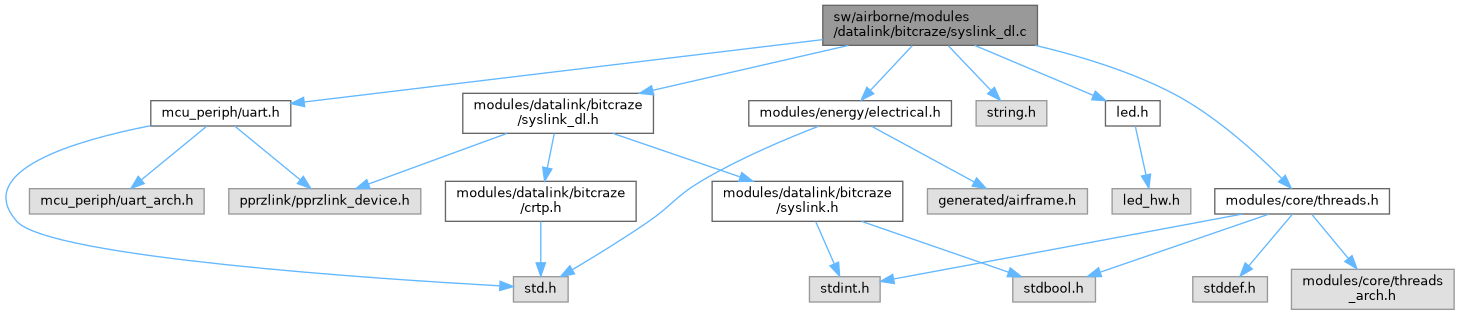 sw/airborne/modules
/datalink/bitcraze/syslink_dl.c
mcu_periph/uart.h
modules/datalink/bitcraze
/syslink_dl.h
modules/energy/electrical.h
string.h
led.h
mcu_periph/uart_arch.h
pprzlink/pprzlink_device.h
modules/datalink/bitcraze
/crtp.h
modules/datalink/bitcraze
/syslink.h
generated/airframe.h
led_hw.h
modules/core/threads.h
std.h
stdint.h
stdbool.h
stddef.h
modules/core/threads
_arch.h